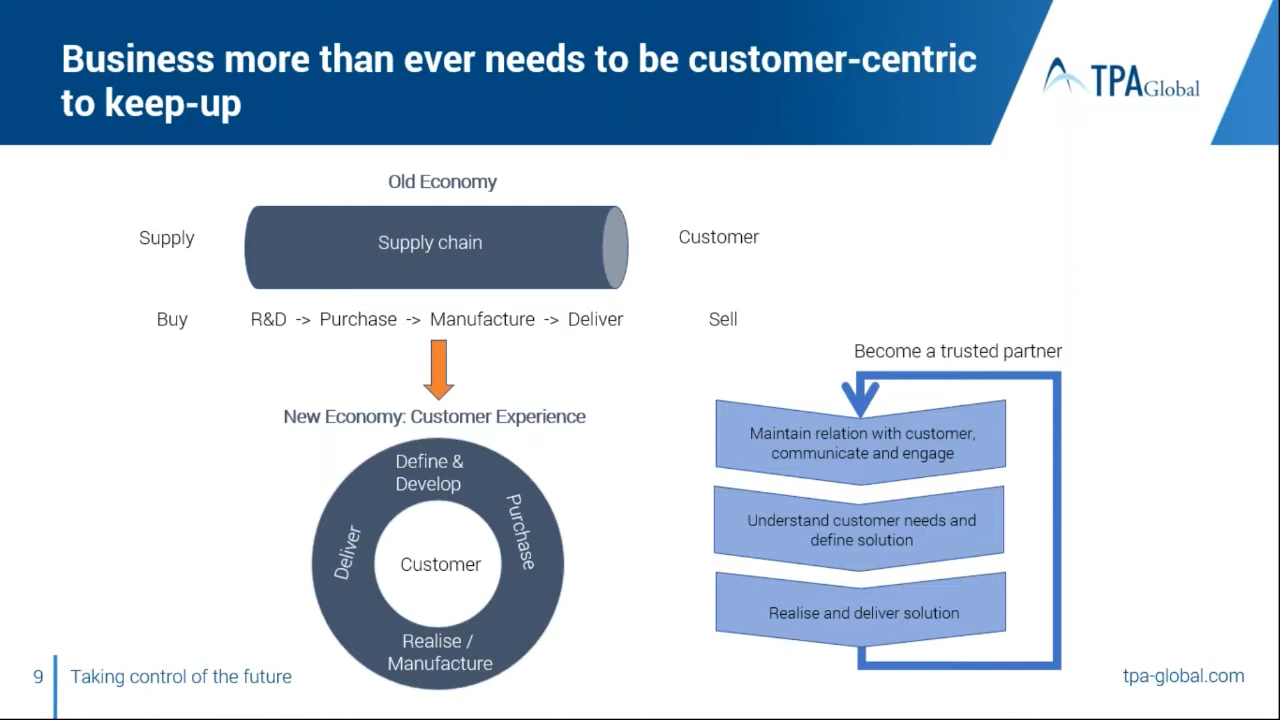 Business more than ever needs to be customer-centric
to keep-up
TPAGlobal
Old Economy
Supply
Supply chain
Customer
Buy
R&D -> Purchase -> Manufacture -> Deliver
Sell
New Economy: Customer Experience
Define &
Develop
Purchase
Deliver
Customer
Realise /
Manufacture
Become a trusted partner
Maintain relation with customer,
communicate and engage
Understand customer needs and
define solution
Realise and deliver solution
9
Taking control of the future
tpa-global.com